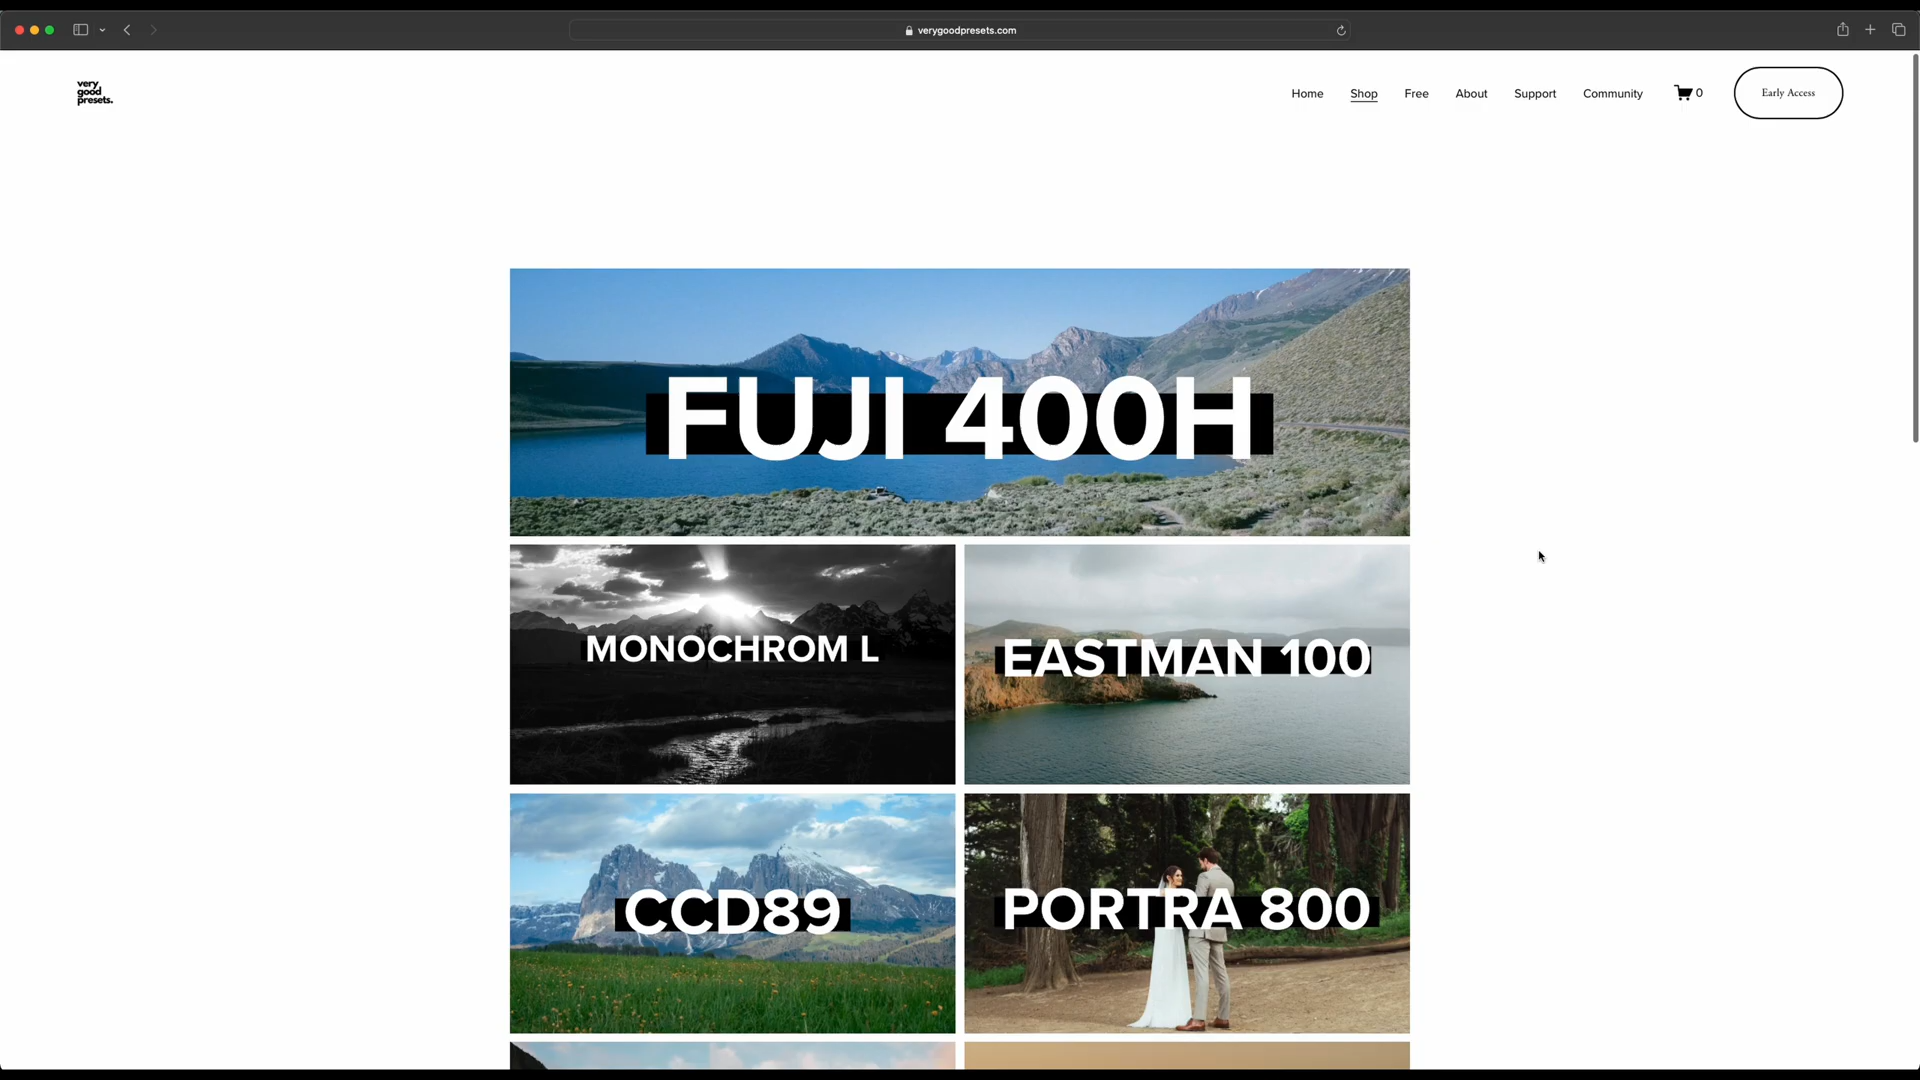 verygoodpresets.com
very
good
presets.
Home Shop Free About Support Community 0 Early Access
FUJI 400H
MONOCHROM L
EASTMAN 100
CCD89
PORTRA 800